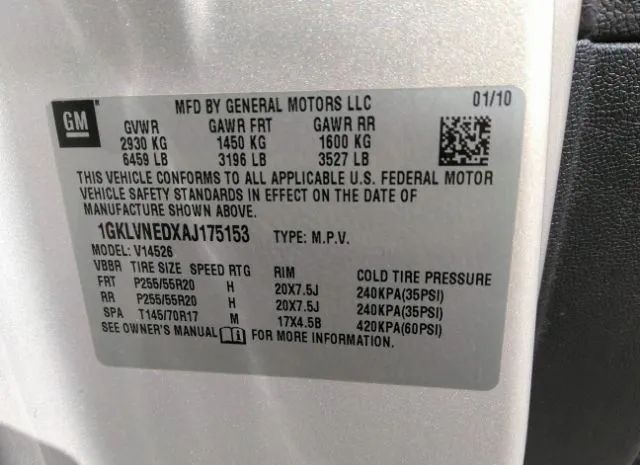 GM
MFD BY GENERAL MOTORS LLC 01/10
GVWR GAWR FRT GAWR RR
2930 KG 1450 KG 1600 KG
6459 LB 3196 LB 3527 LB
THIS VEHICLE CONFORMS TO ALL APPLICABLE U.S. FEDERAL MOTOR
VEHICLE SAFETY STANDARDS IN EFFECT ON THE DATE OF
MANUFACTURE SHOWN ABOVE.
1GKLVNEDXAJ175153 TYPE: M.P.V.
MODEL: V14526
VBBR TIRE SIZE SPEED RTG RIM COLD TIRE PRESSURE
FRT P255/55R20 H 20X7.5J 240KPA(35PSI)
RR P255/55R20 H 20X7.5J 240KPA(35PSI)
SPA T145/70R17 M 17X4.5B 420KPA(60PSI)
SEE OWNER'S MANUAL FOR MORE INFORMATION.